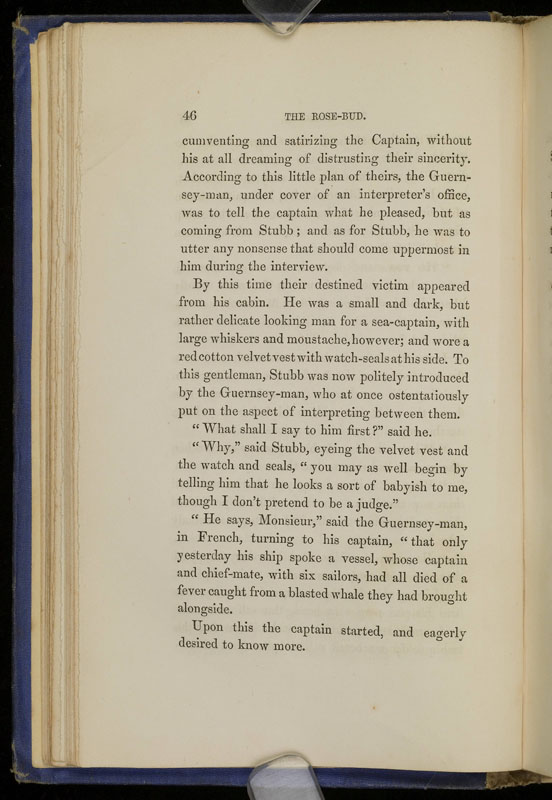 46 THE ROSE-BUD.
cumventing and satirizing the Captain, without
his at all dreaming of distrusting their sincerity.
According to this little plan of theirs, the Guern-
sey-man, under cover of an interpreter's office,
was to tell the captain what he pleased, but as
coming from Stubb; and as for Stubb, he was to
utter any nonsense that should come uppermost in
him during the interview.
By this time their destined victim appeared
from his cabin. He was a small and dark, but
rather delicate looking man for a sea-captain, with
large whiskers and moustache, however; and wore a
red cotton velvet vest with watch-seals at his side. To
this gentleman, Stubb was now politely introduced
by the Guernsey-man, who at once ostentatiously
put on the aspect of interpreting between them.
"What shall I say to him first?" said he.
"Why," said Stubb, eyeing the velvet vest and
the watch and seals, "you may as well begin by
telling him that he looks a sort of babyish to me,
though I don't pretend to be a judge."
"He says, Monsieur," said the Guernsey-man,
in French, turning to his captain, "that only
yesterday his ship spoke a vessel, whose captain
and chief-mate, with six sailors, had all died of a
fever caught from a blasted whale they had brought
alongside.
Upon this the captain started, and eagerly
desired to know more.